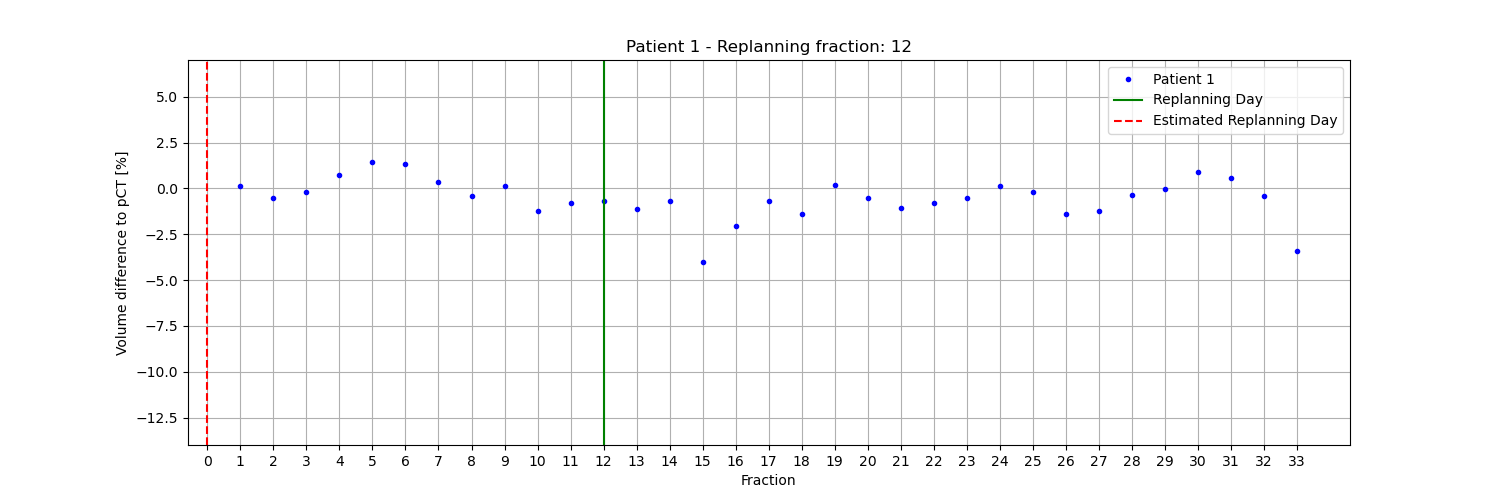 Patient 1 - Replanning fraction: 12
Patient 1
Replanning Day
Estimated Replanning Day
Volume difference to pCT [%]
5.0
2.5
0.0
−2.5
−5.0
−7.5
−10.0
−12.5
0 1 2 3 4 5 6 7 8 9 10 11 12 13 14 15 16 17 18 19 20 21 22 23 24 25 26 27 28 29 30 31 32 33
Fraction